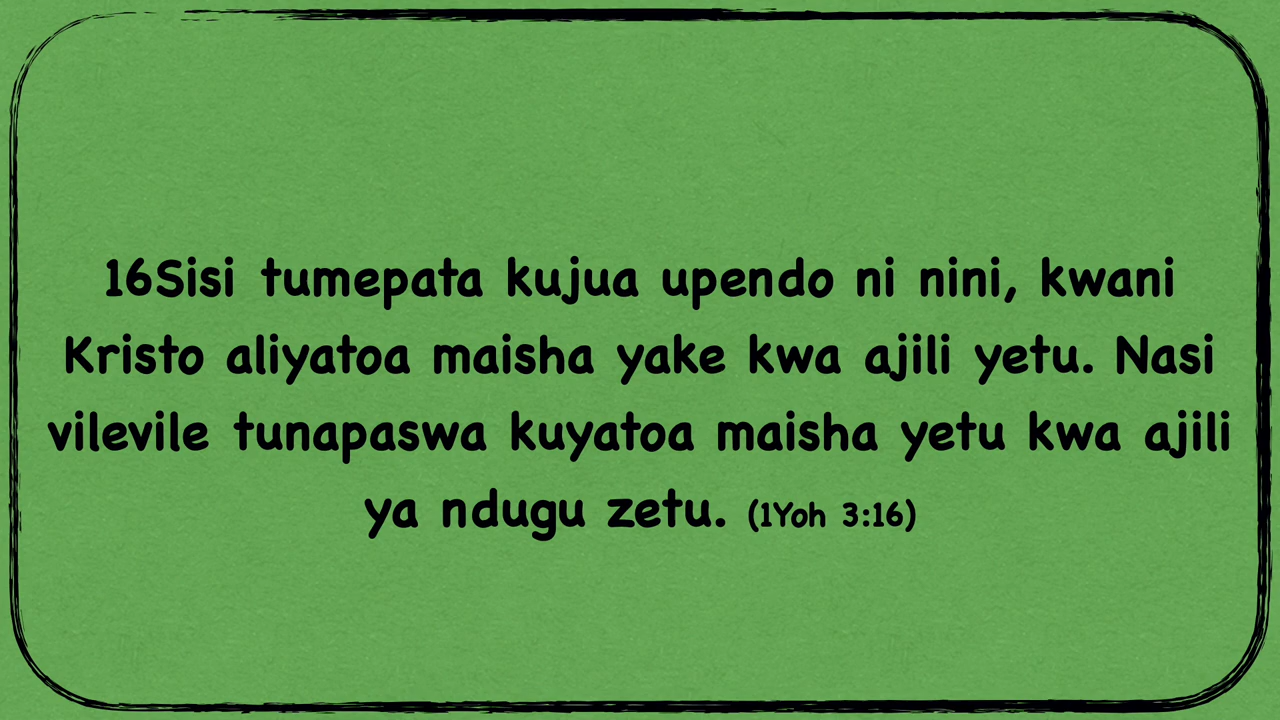 16Sisi tumepata kujua upendo ni nini, kwani
Kristo aliyatoa maisha yake kwa ajili yetu. Nasi
vilevile tunapaswa kuyatoa maisha yetu kwa ajili
ya ndugu zetu. (1Yoh 3:16)